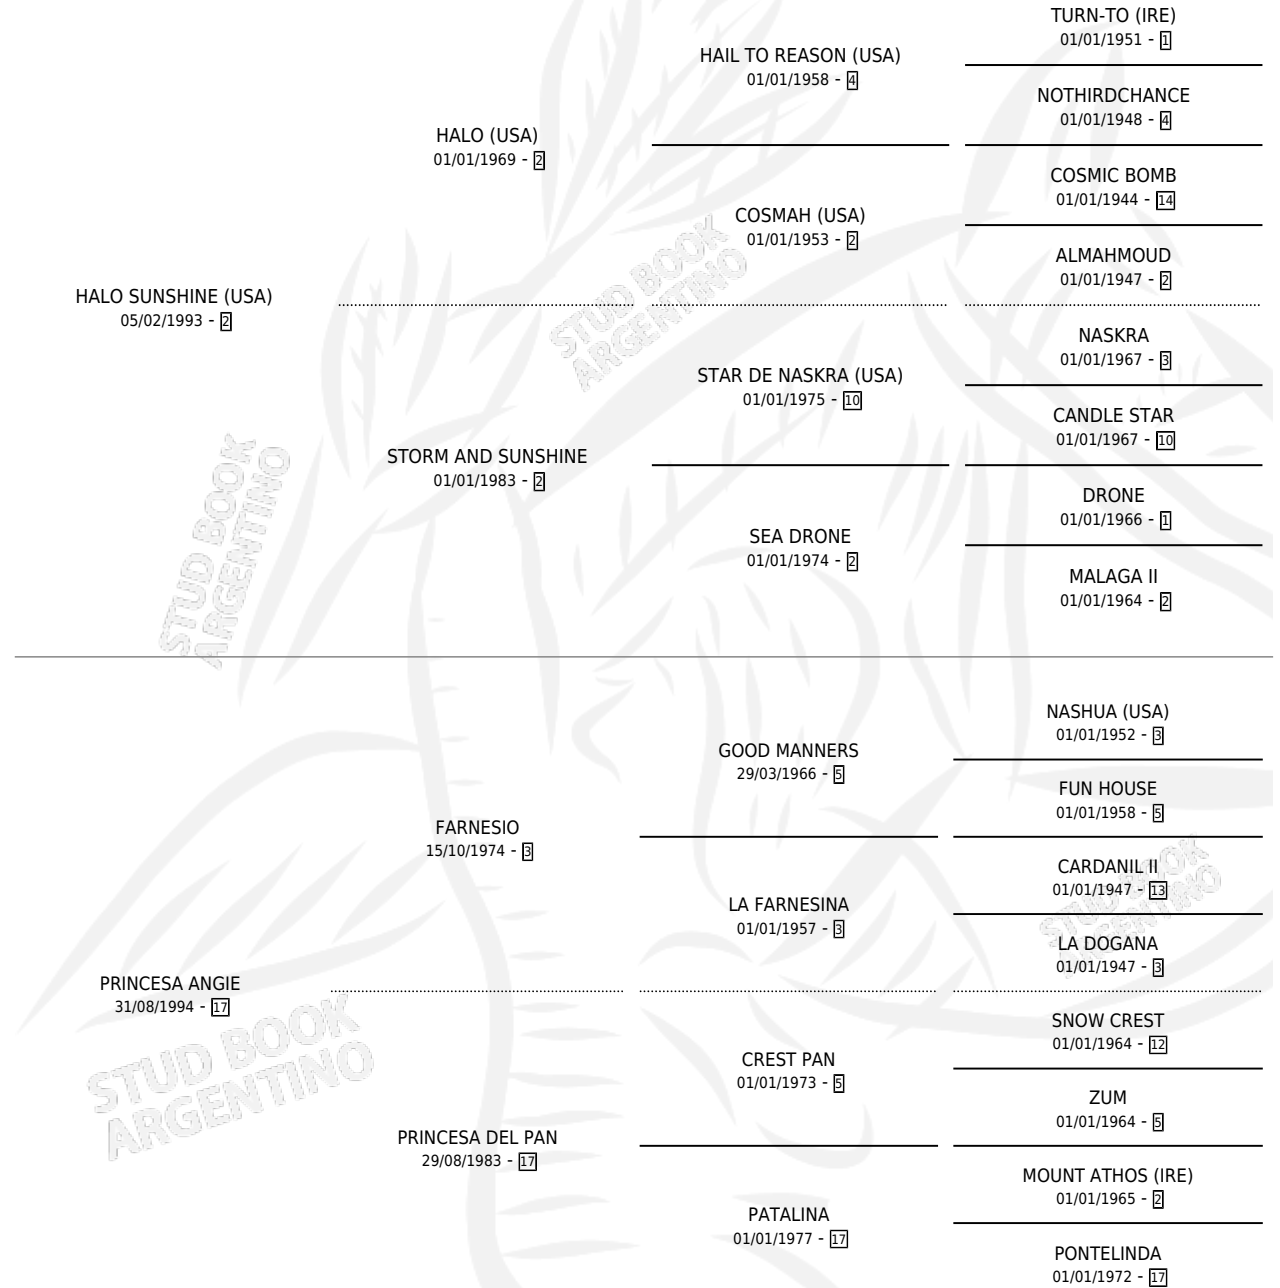 TURN-TO (IRE)
01/01/1951 - 1
HAIL TO REASON (USA)
01/01/1958 - 4
NOTHIRDCHANCE
01/01/1948 - 4
HALO (USA)
01/01/1969 - 2
COSMIC BOMB
01/01/1944 - 14
COSMAH (USA)
01/01/1953 - 2
ALMAHMOUD
01/01/1947 - 2
HALO SUNSHINE (USA)
05/02/1993 - 2
NASKRA
01/01/1967 - 3
STAR DE NASKRA (USA)
01/01/1975 - 10
CANDLE STAR
01/01/1967 - 10
STORM AND SUNSHINE
01/01/1983 - 2
DRONE
01/01/1966 - 1
SEA DRONE
01/01/1974 - 2
MALAGA II
01/01/1964 - 2
NASHUA (USA)
01/01/1952 - 3
GOOD MANNERS
29/03/1966 - 5
FUN HOUSE
01/01/1958 - 5
FARNESIO
15/10/1974 - 3
CARDANIL II
01/01/1947 - 13
LA FARNESINA
01/01/1957 - 3
LA DOGANA
01/01/1947 - 3
PRINCESA ANGIE
31/08/1994 - 17
SNOW CREST
01/01/1964 - 12
CREST PAN
01/01/1973 - 5
ZUM
01/01/1964 - 5
PRINCESA DEL PAN
29/08/1983 - 17
MOUNT ATHOS (IRE)
01/01/1965 - 2
PATALINA
01/01/1977 - 17
PONTELINDA
01/01/1972 - 17
STUD BOOK
ARGENTINO
STUD BOOK
ARGENTINO
STUD BOOK
ARGENTINO
STUD BOOK
ARGENTINO